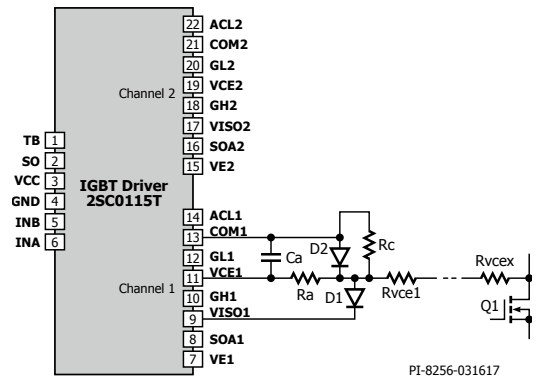 22 ACL2
21 COM2
20 GL2
Channel 2
19 VCE2
18 GH2
17 VISO2
TB 1
16 SOA2
SO 2
15 VE2
VCC 3
IGBT Driver
2SC0115T
GND 4
INB 5
14 ACL1
INA 6
13 COM1
D2
Rc
12 GL1
Ca
11 VCE1
Channel 1
Ra
D1
Rvce1
Rvcex
10 GH1
Q1
9 VISO1
8 SOA1
7 VE1
PI-8256-031617